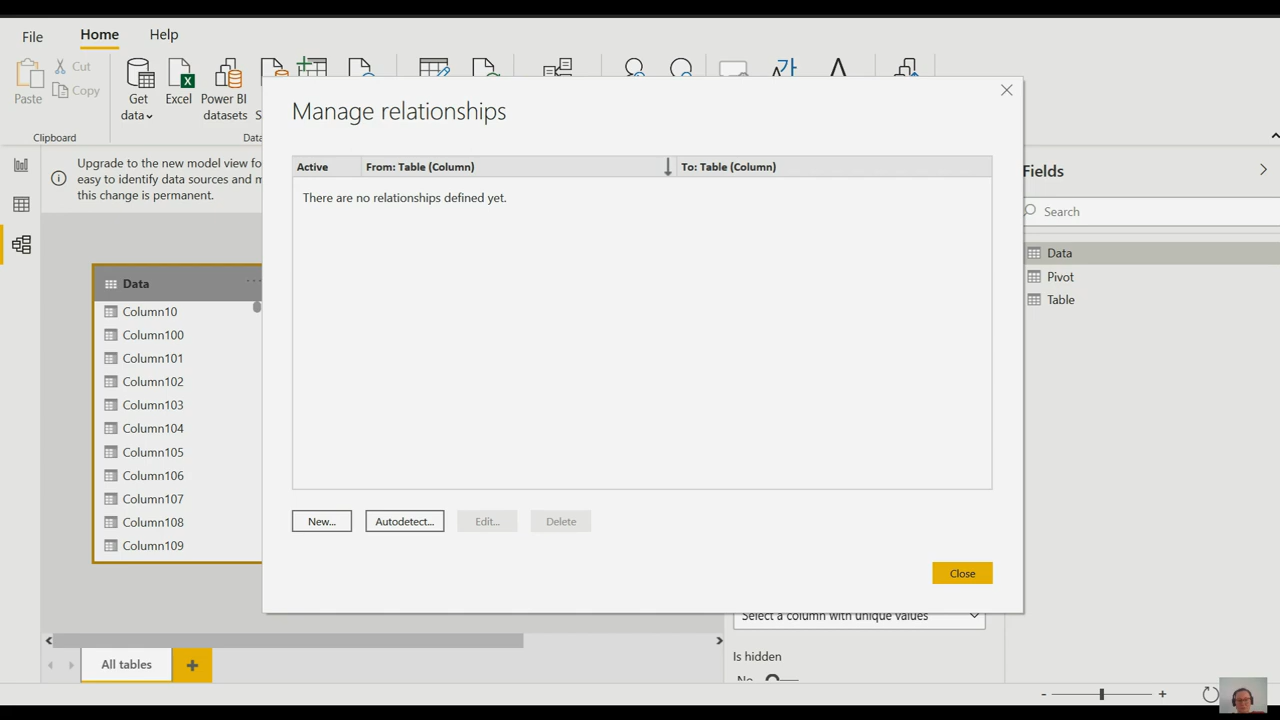 File
Home
Help
Paste
Cut
Copy
Get
data
Excel
Power BI
datasets
S
Clipboard
Data
Upgrade to the new model view fo
easy to identify data sources and m
this change is permanent.
Data
Column10
Column100
Column101
Column102
Column103
Column104
Column105
Column106
Column107
Column108
Column109
Manage relationships
Active
From: Table (Column)
To: Table (Column)
There are no relationships defined yet.
New...
Autodetect...
Edit...
Delete
Close
Fields
Search
Data
Pivot
Table
Select a column with unique values
Is hidden
No
All tables